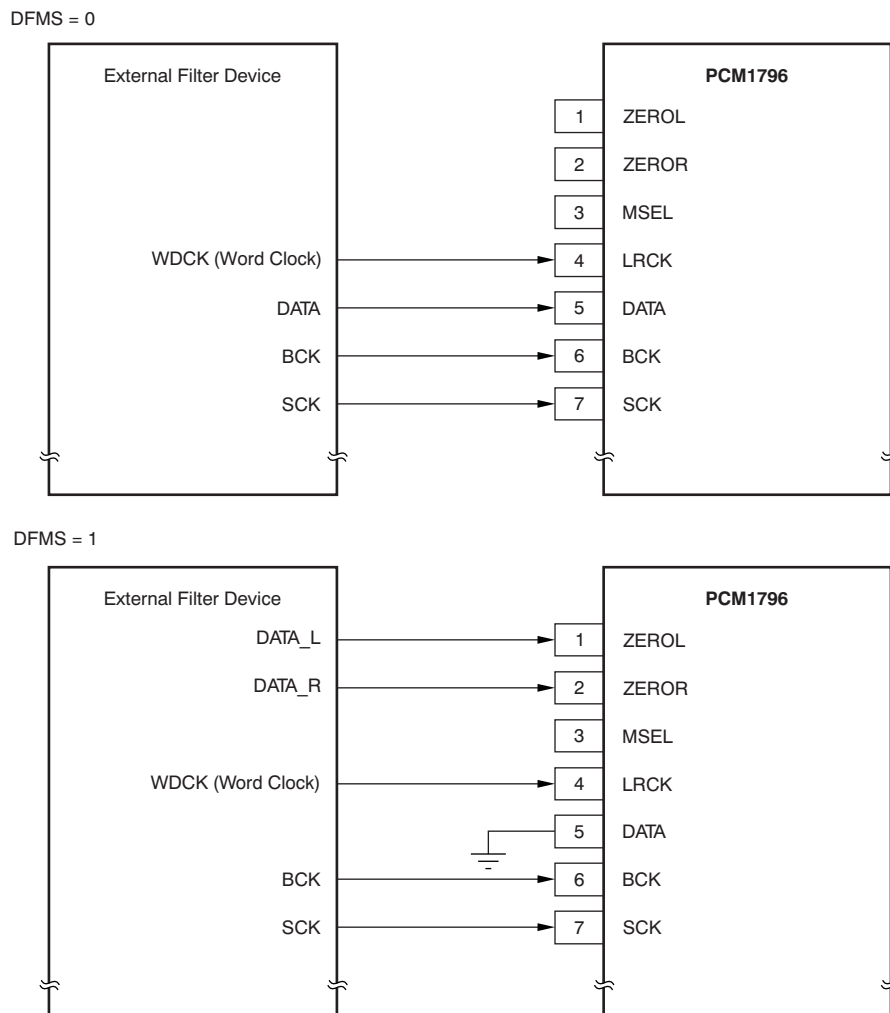 DFMS = 0
External Filter Device
PCM1796
1 ZEROL
2 ZEROR
3 MSEL
WDCK (Word Clock) 4 LRCK
DATA 5 DATA
BCK 6 BCK
SCK 7 SCK
DFMS = 1
External Filter Device
PCM1796
DATA_L 1 ZEROL
DATA_R 2 ZEROR
3 MSEL
WDCK (Word Clock) 4 LRCK
5 DATA
BCK 6 BCK
SCK 7 SCK